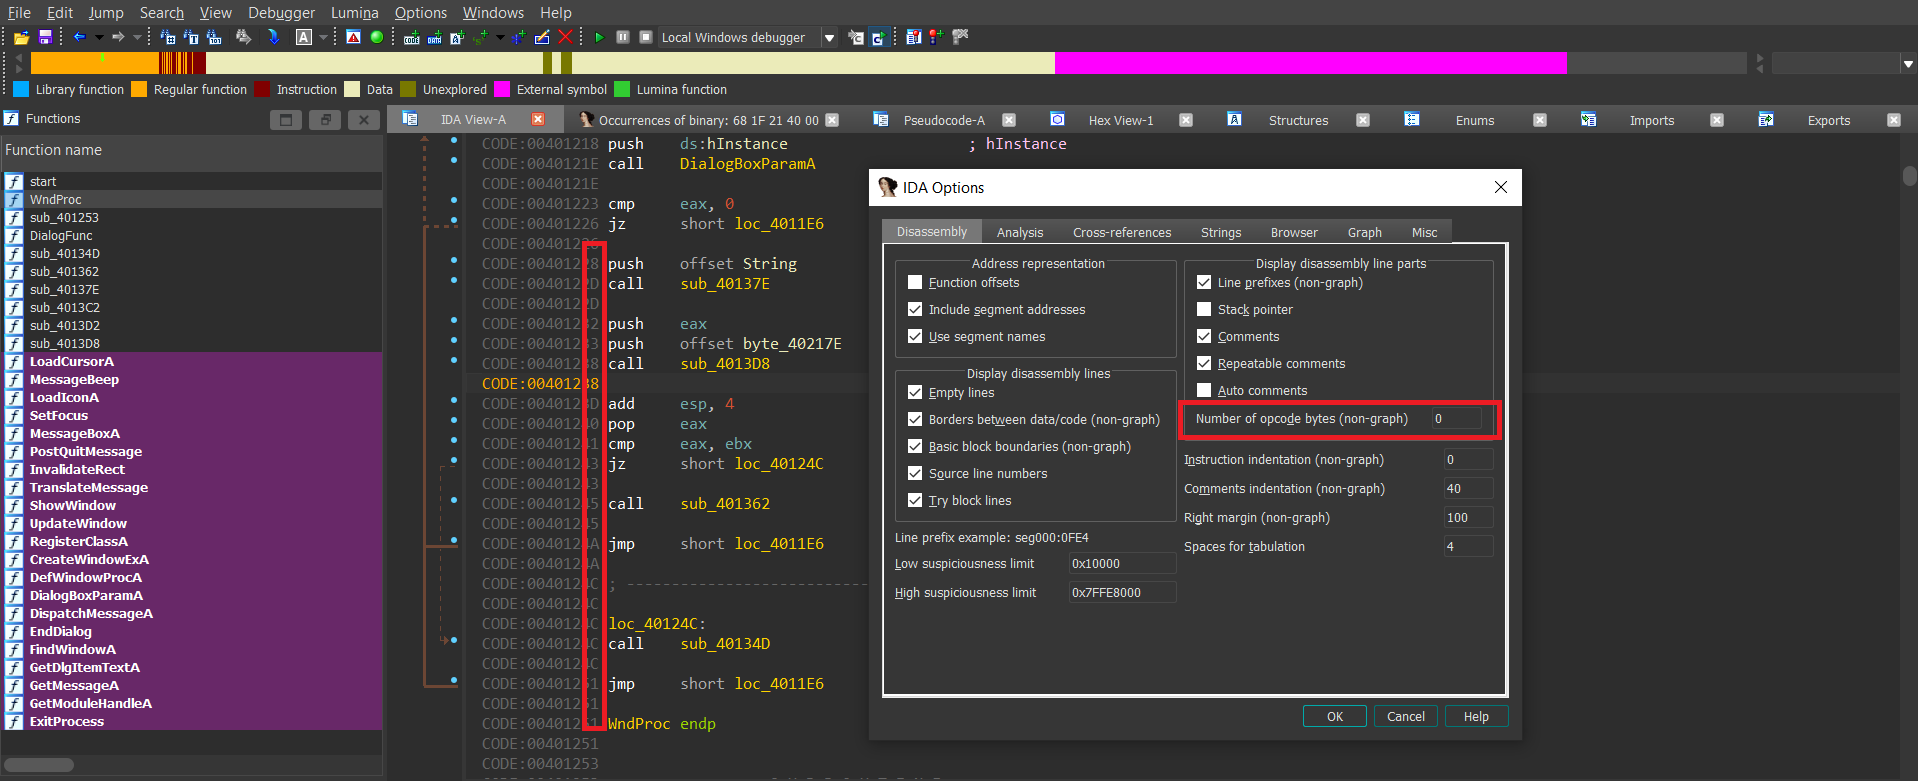 File Edit Jump Search View Debugger Lumina Options Windows Help
Local Windows debugger
Library function Regular function Instruction Data Unexplored External symbol Lumina function
Functions
Function name
start
WndProc
sub_401253
DialogFunc
sub_40134D
sub_401362
sub_40137E
sub_4013C2
sub_4013D2
sub_4013D8
LoadCursorA
MessageBeep
LoadIconA
SetFocus
MessageBoxA
PostQuitMessage
InvalidateRect
TranslateMessage
ShowWindow
UpdateWindow
RegisterClassA
CreateWindowExA
DefWindowProcA
DialogBoxParamA
DispatchMessageA
EndDialog
FindWindowA
GetDlgItemTextA
GetMessageA
GetModuleHandleA
ExitProcess
IDA View-A Occurrences of binary: 68 1F 21 40 00 Pseudocode-A Hex View-1 Structures Enums Imports Exports
CODE:00401218 push ds:hInstance ; hInstance
CODE:0040121E call DialogBoxParamA
CODE:0040121E
CODE:00401223 cmp eax, 0
CODE:00401226 jz short loc_4011E6
CODE:00401226
CODE:00401228 push offset String
CODE:0040122D call sub_40137E
CODE:0040122D
CODE:00401232 push eax
CODE:00401233 push offset byte_40217E
CODE:00401238 call sub_4013D8
CODE:00401238
CODE:0040123D add esp, 4
CODE:00401240 pop eax
CODE:00401241 cmp eax, ebx
CODE:00401243 jz short loc_40124C
CODE:00401243
CODE:00401245 call sub_401362
CODE:00401245
CODE:0040124A jmp short loc_4011E6
CODE:0040124A
CODE:0040124C ; ---------------------------
CODE:0040124C
CODE:0040124C loc_40124C:
CODE:0040124C call sub_40134D
CODE:0040124C
CODE:00401251 jmp short loc_4011E6
CODE:00401251
CODE:00401251 WndProc endp
CODE:00401251
CODE:00401253
IDA Options
Disassembly Analysis Cross-references Strings Browser Graph Misc
Address representation
Function offsets
Include segment addresses
Use segment names
Display disassembly lines
Empty lines
Borders between data/code (non-graph)
Basic block boundaries (non-graph)
Source line numbers
Try block lines
Line prefix example: seg000:0FE4
Low suspiciousness limit 0x10000
High suspiciousness limit 0x7FFE8000
Display disassembly line parts
Line prefixes (non-graph)
Stack pointer
Comments
Repeatable comments
Auto comments
Number of opcode bytes (non-graph) 0
Instruction indentation (non-graph) 0
Comments indentation (non-graph) 40
Right margin (non-graph) 100
Spaces for tabulation 4
OK Cancel Help